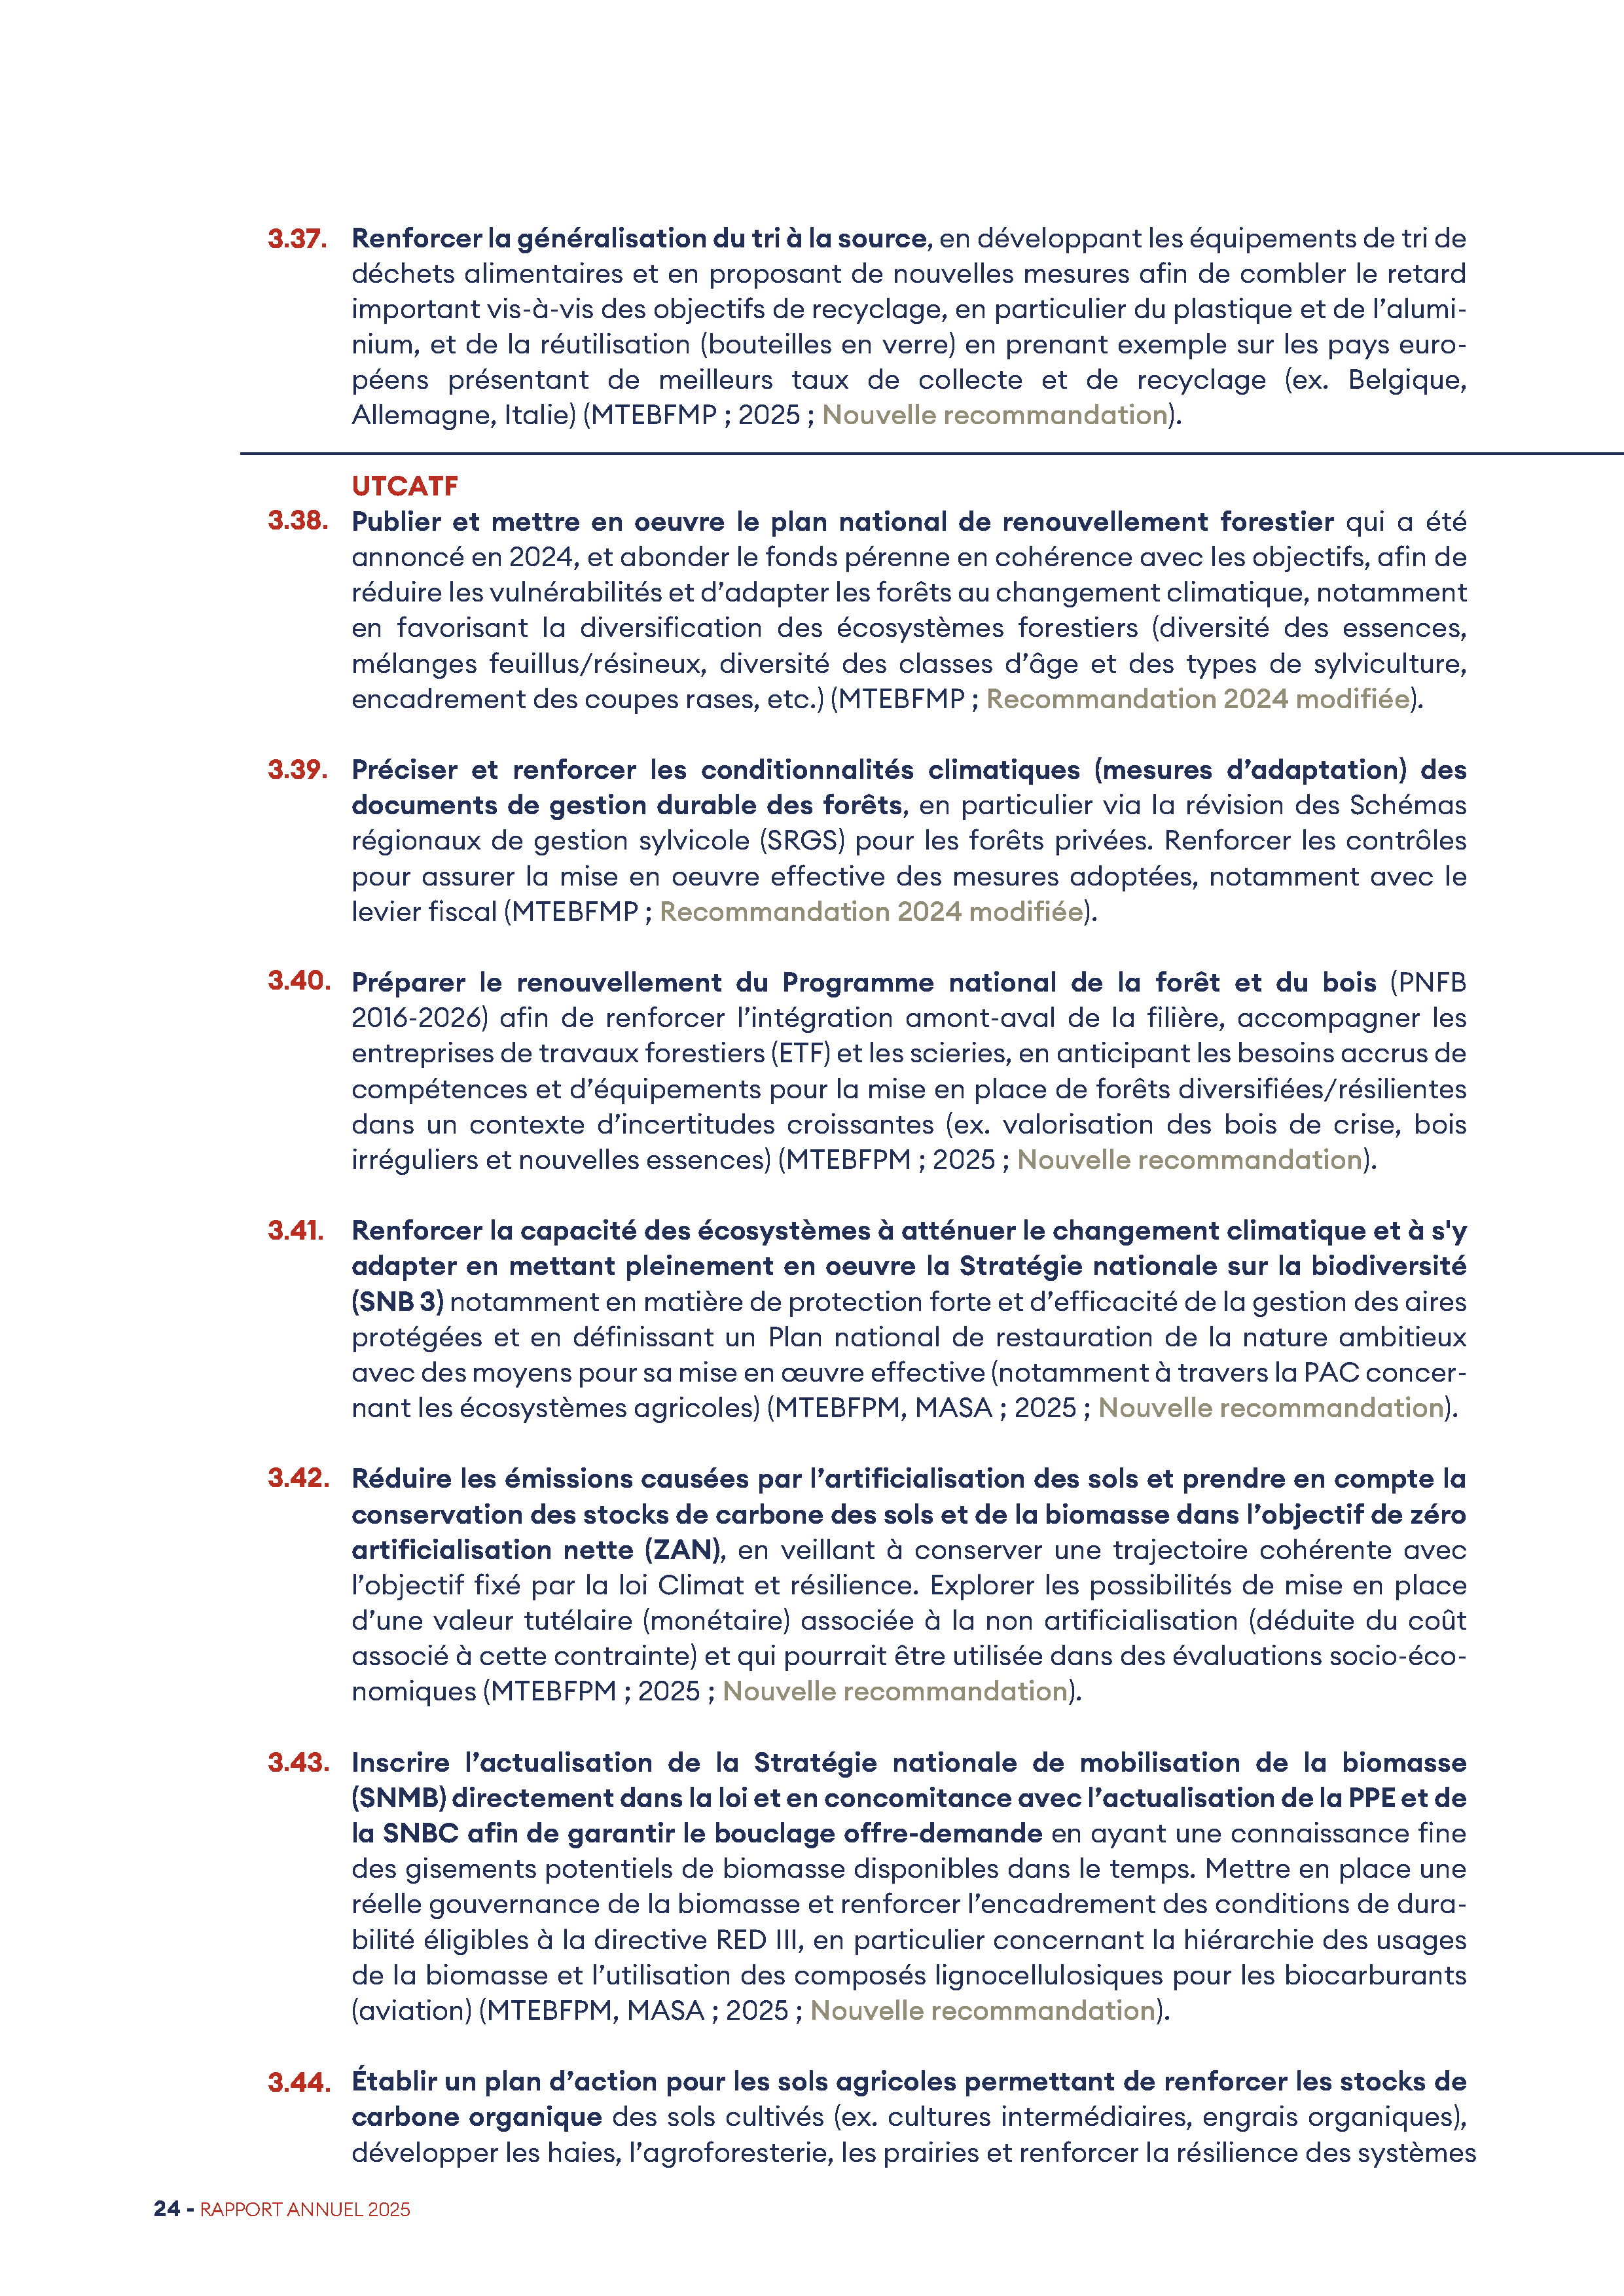 3.37. Renforcer la généralisation du tri à la source, en développant les équipements de tri de
déchets alimentaires et en proposant de nouvelles mesures afin de combler le retard
important vis-à-vis des objectifs de recyclage, en particulier du plastique et de l’alumi-
nium, et de la réutilisation (bouteilles en verre) en prenant exemple sur les pays euro-
péens présentant de meilleurs taux de collecte et de recyclage (ex. Belgique,
Allemagne, Italie) (MTEBFMP ; 2025 ; Nouvelle recommandation).
UTCATF
3.38. Publier et mettre en oeuvre le plan national de renouvellement forestier qui a été
annoncé en 2024, et abonder le fonds pérenne en cohérence avec les objectifs, afin de
réduire les vulnérabilités et d’adapter les forêts au changement climatique, notamment
en favorisant la diversification des écosystèmes forestiers (diversité des essences,
mélanges feuillus/résineux, diversité des classes d’âge et des types de sylviculture,
encadrement des coupes rases, etc.) (MTEBFMP ; Recommandation 2024 modifiée).
3.39. Préciser et renforcer les conditionnalités climatiques (mesures d’adaptation) des
documents de gestion durable des forêts, en particulier via la révision des Schémas
régionaux de gestion sylvicole (SRGS) pour les forêts privées. Renforcer les contrôles
pour assurer la mise en oeuvre effective des mesures adoptées, notamment avec le
levier fiscal (MTEBFMP ; Recommandation 2024 modifiée).
3.40. Préparer le renouvellement du Programme national de la forêt et du bois (PNFB
2016-2026) afin de renforcer l’intégration amont-aval de la filière, accompagner les
entreprises de travaux forestiers (ETF) et les scieries, en anticipant les besoins accrus de
compétences et d’équipements pour la mise en place de forêts diversifiées/résilientes
dans un contexte d’incertitudes croissantes (ex. valorisation des bois de crise, bois
irréguliers et nouvelles essences) (MTEBFPM ; 2025 ; Nouvelle recommandation).
3.41. Renforcer la capacité des écosystèmes à atténuer le changement climatique et à s'y
adapter en mettant pleinement en oeuvre la Stratégie nationale sur la biodiversité
(SNB 3) notamment en matière de protection forte et d’efficacité de la gestion des aires
protégées et en définissant un Plan national de restauration de la nature ambitieux
avec des moyens pour sa mise en œuvre effective (notamment à travers la PAC concer-
nant les écosystèmes agricoles) (MTEBFPM, MASA ; 2025 ; Nouvelle recommandation).
3.42. Réduire les émissions causées par l’artificialisation des sols et prendre en compte la
conservation des stocks de carbone des sols et de la biomasse dans l’objectif de zéro
artificialisation nette (ZAN), en veillant à conserver une trajectoire cohérente avec
l’objectif fixé par la loi Climat et résilience. Explorer les possibilités de mise en place
d’une valeur tutélaire (monétaire) associée à la non artificialisation (déduite du coût
associé à cette contrainte) et qui pourrait être utilisée dans des évaluations socio-éco-
nomiques (MTEBFPM ; 2025 ; Nouvelle recommandation).
3.43. Inscrire l’actualisation de la Stratégie nationale de mobilisation de la biomasse
(SNMB) directement dans la loi et en concomitance avec l’actualisation de la PPE et de
la SNBC afin de garantir le bouclage offre-demande en ayant une connaissance fine
des gisements potentiels de biomasse disponibles dans le temps. Mettre en place une
réelle gouvernance de la biomasse et renforcer l’encadrement des conditions de dura-
bilité éligibles à la directive RED III, en particulier concernant la hiérarchie des usages
de la biomasse et l’utilisation des composés lignocellulosiques pour les biocarburants
(aviation) (MTEBFPM, MASA ; 2025 ; Nouvelle recommandation).
3.44. Établir un plan d’action pour les sols agricoles permettant de renforcer les stocks de
carbone organique des sols cultivés (ex. cultures intermédiaires, engrais organiques),
développer les haies, l’agroforesterie, les prairies et renforcer la résilience des systèmes
24 - RAPPORT ANNUEL 2025